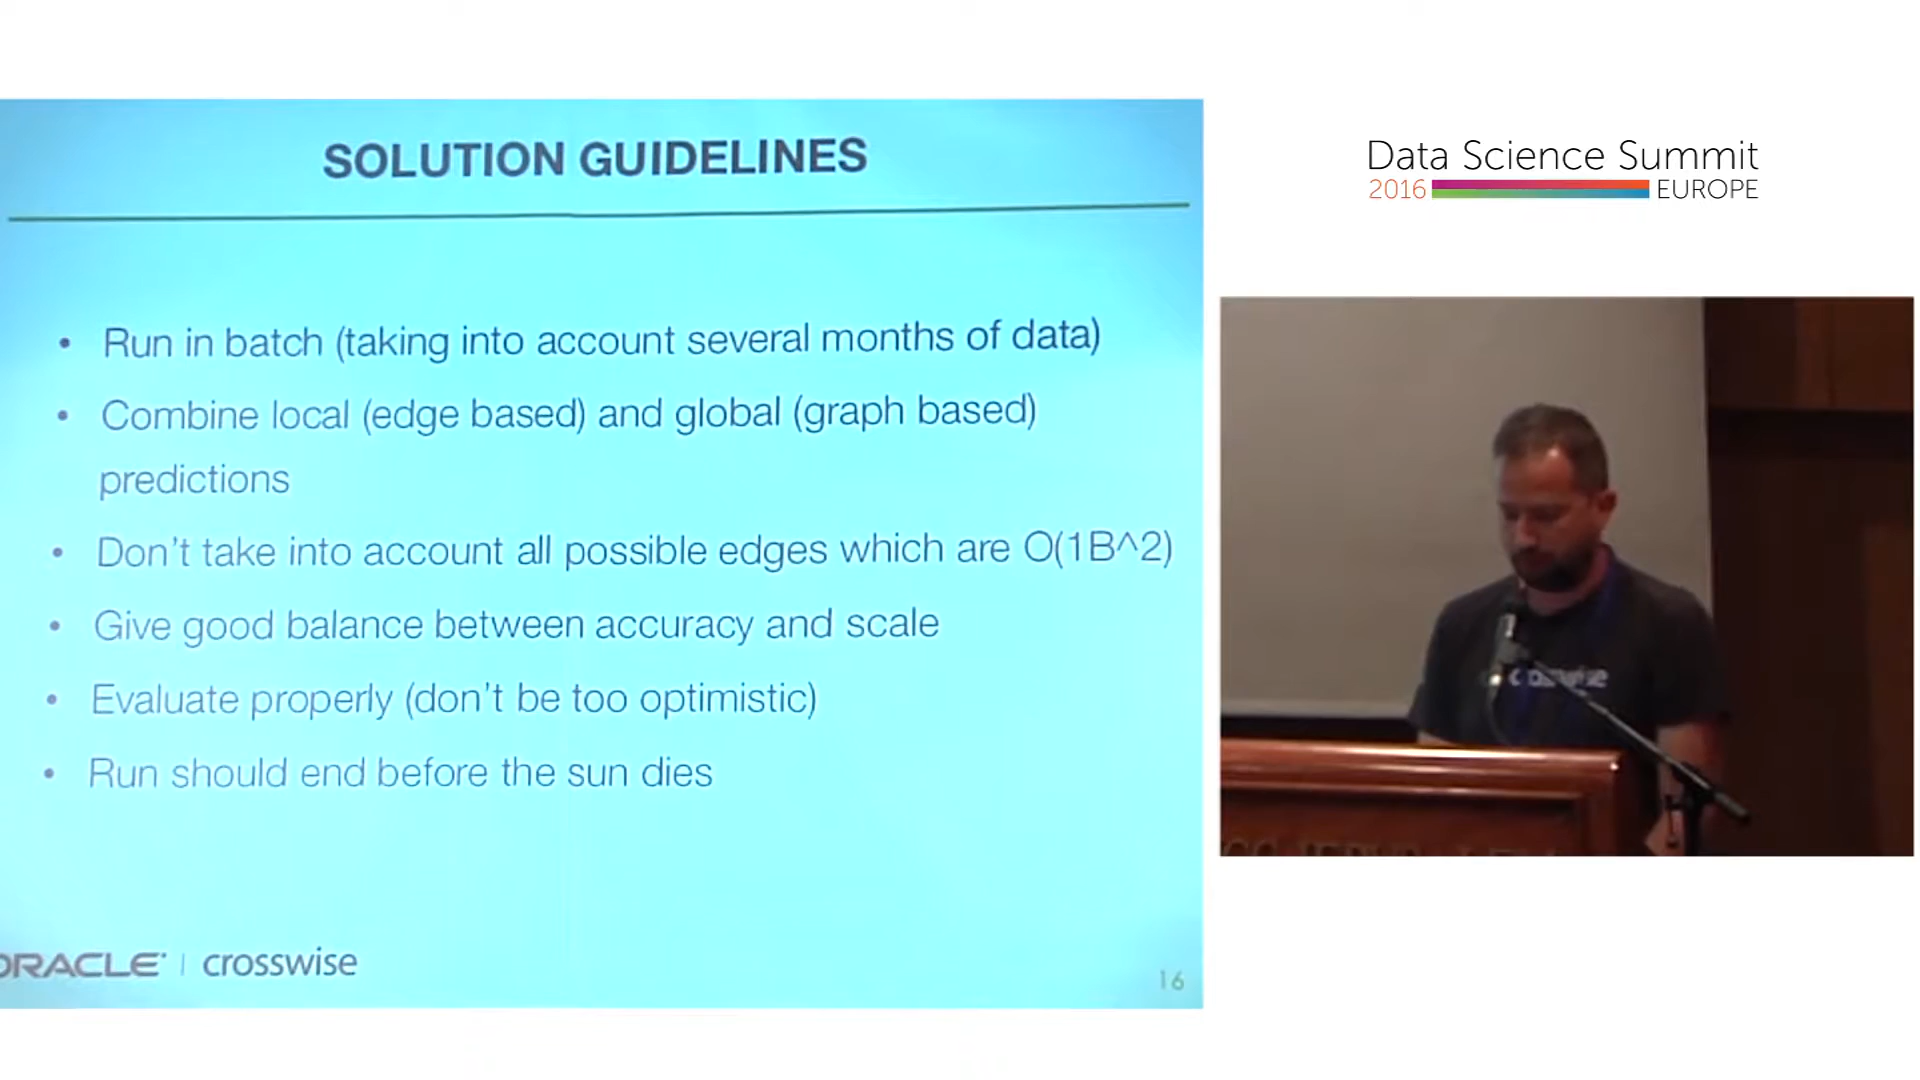 SOLUTION GUIDELINES
• Run in batch (taking into account several months of data)
• Combine local (edge based) and global (graph based)
predictions
• Don't take into account all possible edges which are O(1B^2)
• Give good balance between accuracy and scale
• Evaluate properly (don't be too optimistic)
• Run should end before the sun dies
ORACLE | crosswise
16
Data Science Summit
2016 EUROPE
crosswise